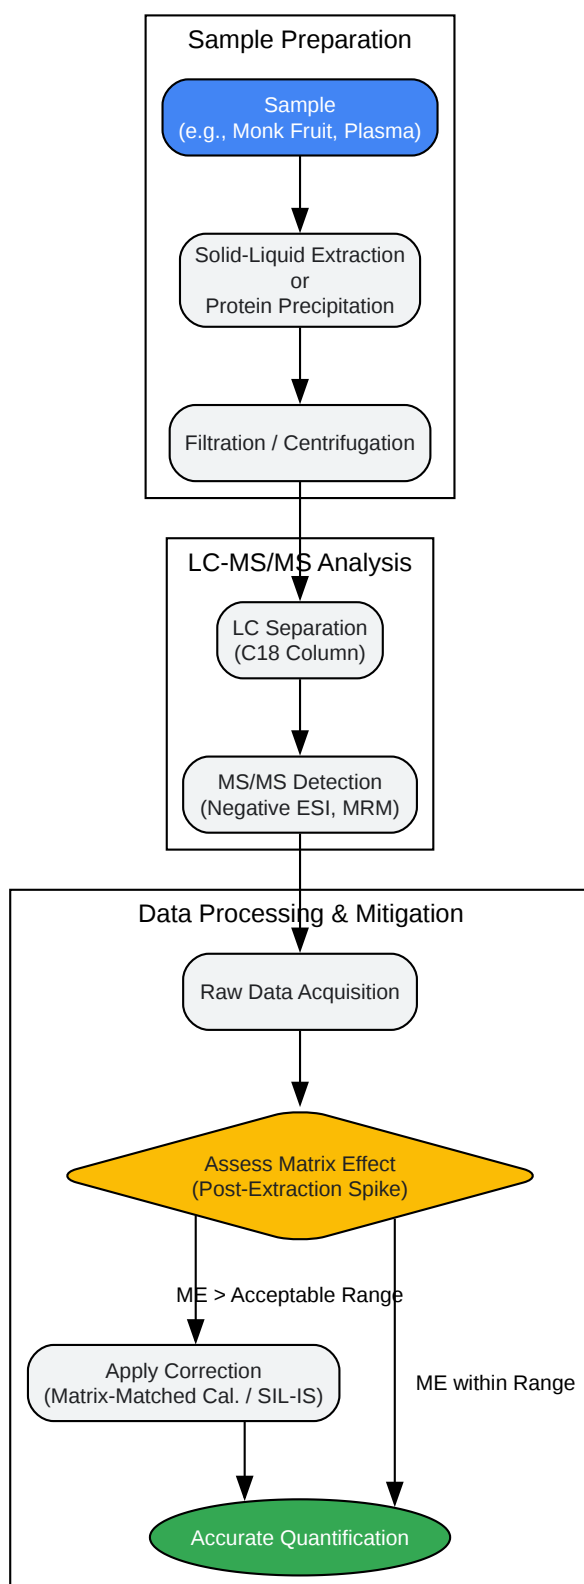 Sample Preparation
Sample
(e.g., Monk Fruit, Plasma)
Solid-Liquid Extraction
or
Protein Precipitation
Filtration / Centrifugation
LC-MS/MS Analysis
LC Separation
(C18 Column)
MS/MS Detection
(Negative ESI, MRM)
Data Processing & Mitigation
Raw Data Acquisition
Assess Matrix Effect
(Post-Extraction Spike)
ME > Acceptable Range
Apply Correction
(Matrix-Matched Cal. / SIL-IS)
ME within Range
Accurate Quantification